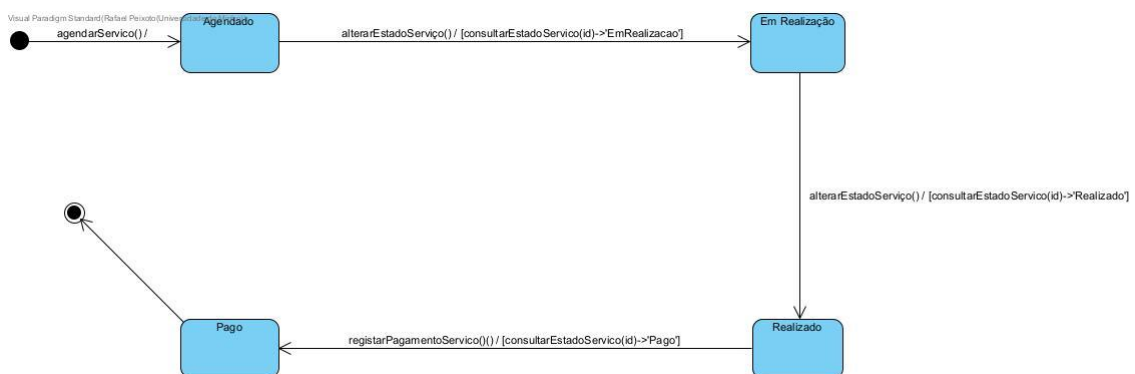 Visual Paradigm Standard(Rafael Peixoto(Universidade
Agendado
Em Realização
agendarServico() /
alterarEstadoServiço() / [consultarEstadoServico(id)->'EmRealizacao']
alterarEstadoServiço() / [consultarEstadoServico(id)->'Realizado']
Pago
Realizado
registarPagamentoServico()() / [consultarEstadoServico(id)->'Pago']